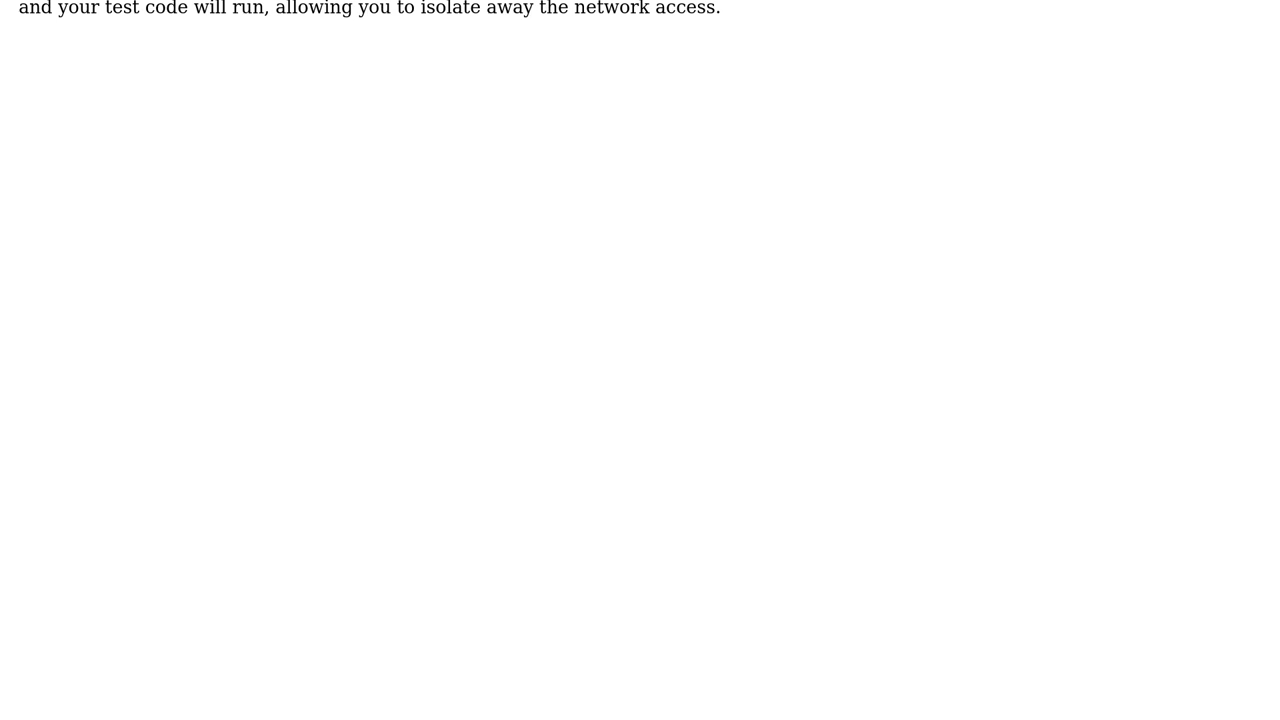 and your test code will run, allowing you to isolate away the network access.